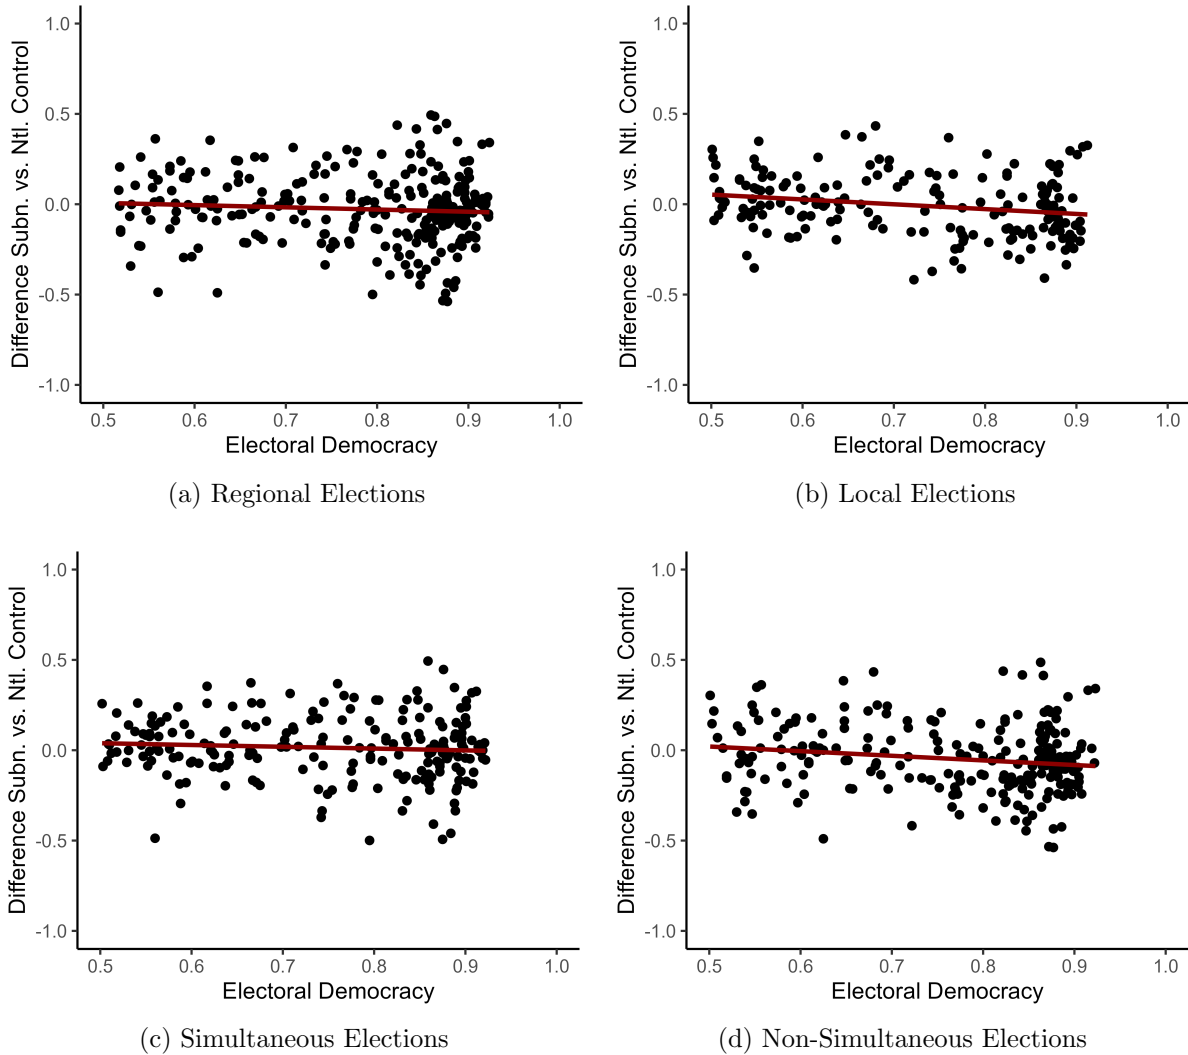 Difference Subn. vs. Ntl. Control
1.0
0.5
0.0
-0.5
-1.0
0.5 0.6 0.7 0.8 0.9 1.0
Electoral Democracy
(a) Regional Elections
Difference Subn. vs. Ntl. Control
1.0
0.5
0.0
-0.5
-1.0
0.5 0.6 0.7 0.8 0.9 1.0
Electoral Democracy
(b) Local Elections
Difference Subn. vs. Ntl. Control
1.0
0.5
0.0
-0.5
-1.0
0.5 0.6 0.7 0.8 0.9 1.0
Electoral Democracy
(c) Simultaneous Elections
Difference Subn. vs. Ntl. Control
1.0
0.5
0.0
-0.5
-1.0
0.5 0.6 0.7 0.8 0.9 1.0
Electoral Democracy
(d) Non-Simultaneous Elections